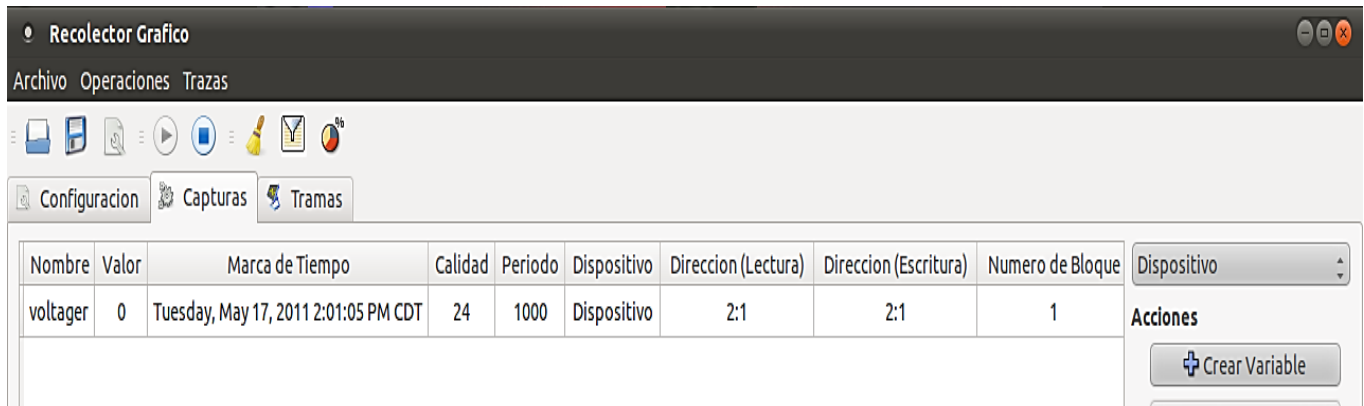 Recolector Grafico
Archivo Operaciones Trazas
%
Configuracion Capturas Tramas
Nombre Valor Marca de Tiempo Calidad Periodo Dispositivo Direccion (Lectura) Direccion (Escritura) Numero de Bloque Dispositivo
voltager 0 Tuesday, May 17, 2011 2:01:05 PM CDT 24 1000 Dispositivo 2:1 2:1 1
Acciones
Crear Variable